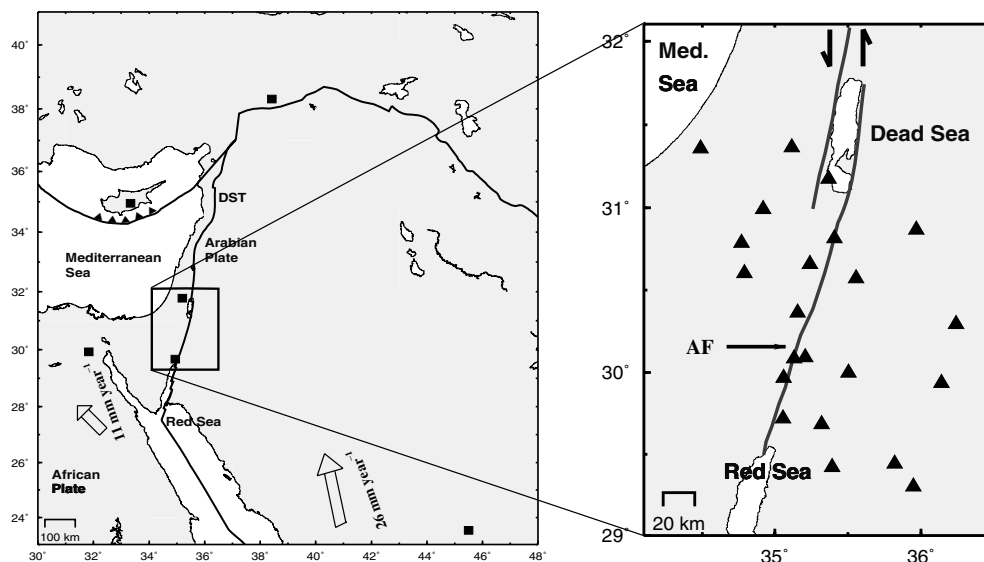 40˚
38˚
36˚
34˚
32˚
30˚
28˚
26˚
24˚
30˚ 32˚ 34˚ 36˚ 38˚ 40˚ 42˚ 44˚ 46˚ 48˚
DST
Arabian
Plate
Mediterranean
Sea
Red Sea
11 mm year⁻¹
26 mm year⁻¹
African
Plate
100 km
32˚
31˚
30˚
29˚
35˚ 36˚
Med.
Sea
Dead Sea
AF
Red Sea
20 km